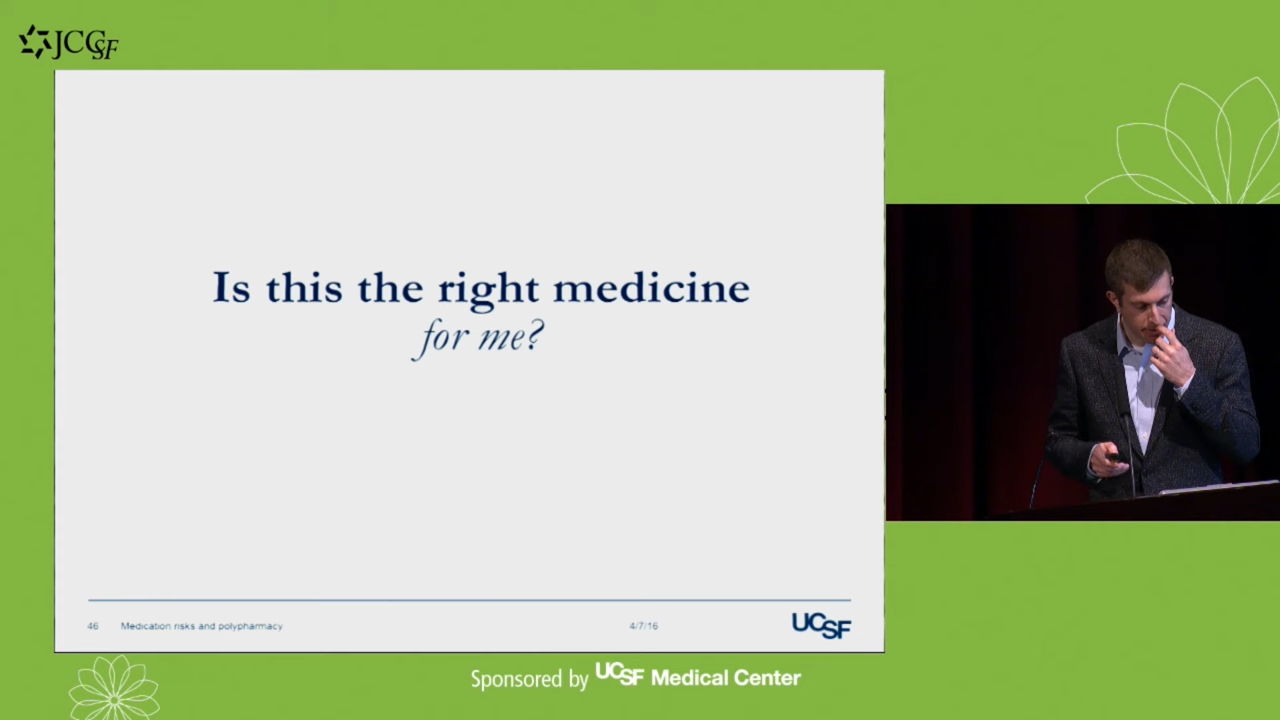 JCCSF
Is this the right medicine
for me?
46 Medication risks and polypharmacy 4/7/16 UCSF
Sponsored by UCSF Medical Center